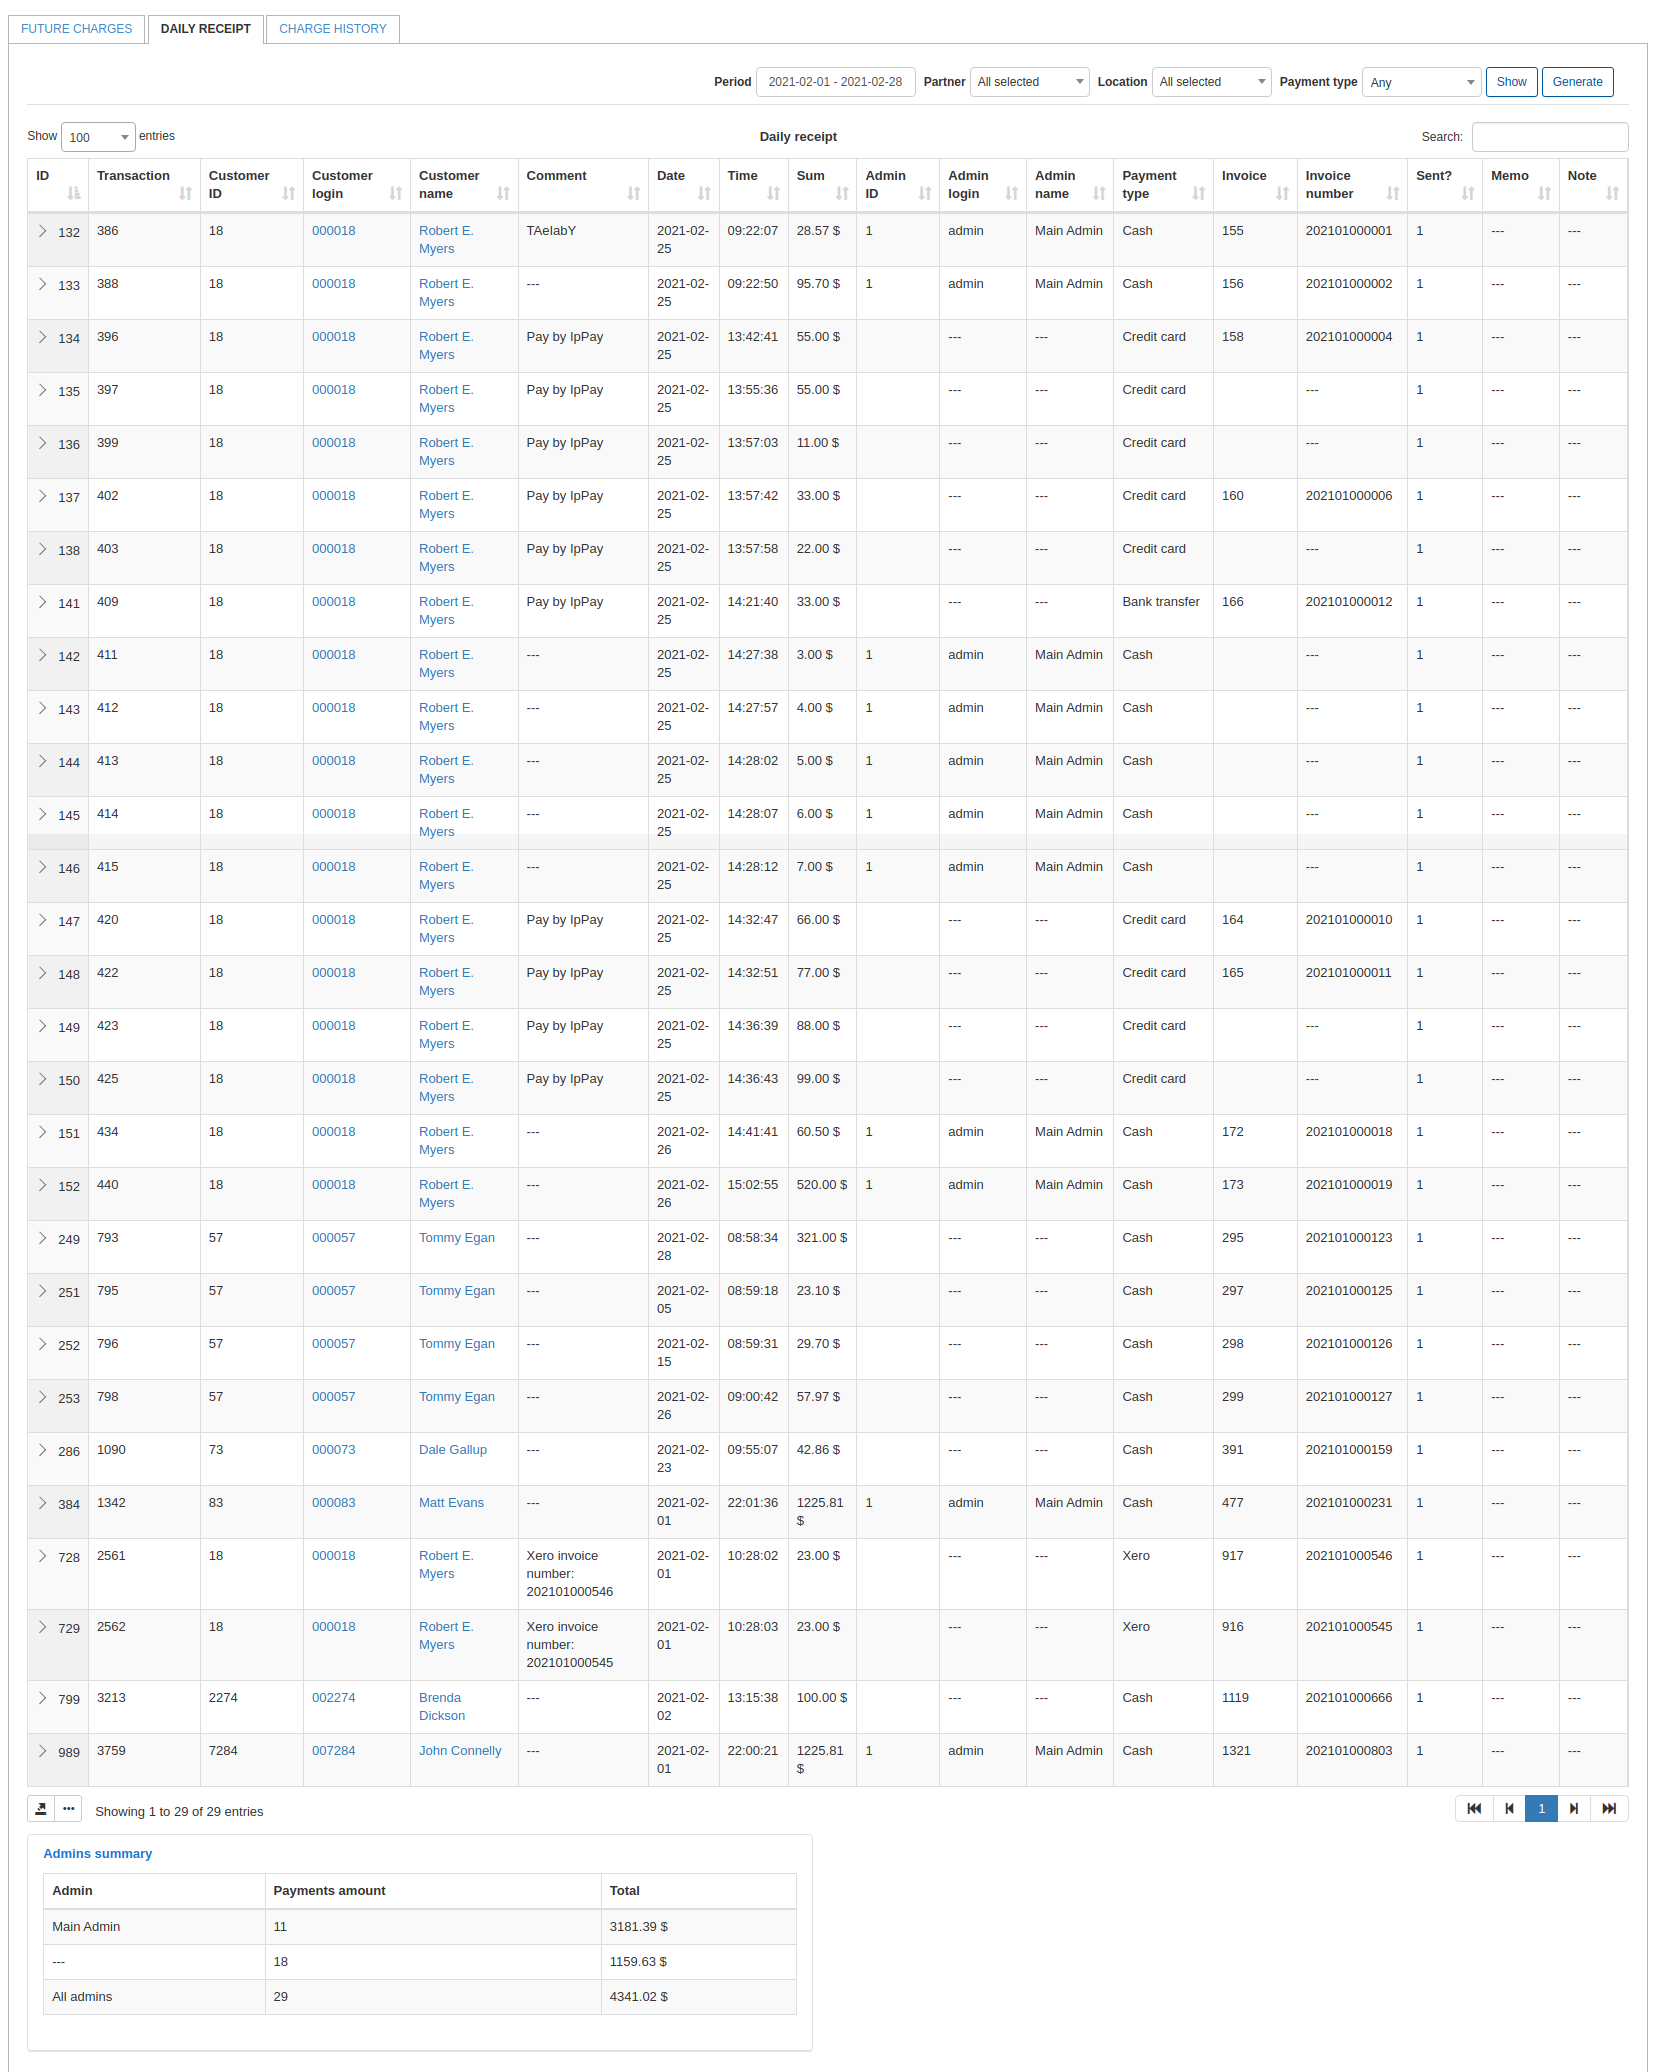 FUTURE CHARGES DAILY RECEIPT CHARGE HISTORY
Period 2021-02-01 - 2021-02-28 Partner All selected Location All selected Payment type Any Show Generate
Show 100 entries Daily receipt Search:
ID Transaction Customer ID Customer login Customer name Comment Date Time Sum Admin ID Admin login Admin name Payment type Invoice Invoice number Sent? Memo Note
132 386 18 000018 Robert E. Myers TAelabY 2021-02-25 09:22:07 28.57 $ 1 admin Main Admin Cash 155 202101000001 1 --- ---
133 388 18 000018 Robert E. Myers --- 2021-02-25 09:22:50 95.70 $ 1 admin Main Admin Cash 156 202101000002 1 --- ---
134 396 18 000018 Robert E. Myers Pay by IpPay 2021-02-25 13:42:41 55.00 $ --- --- Credit card 158 202101000004 1 --- ---
135 397 18 000018 Robert E. Myers Pay by IpPay 2021-02-25 13:55:36 55.00 $ --- --- Credit card --- 1 --- ---
136 399 18 000018 Robert E. Myers Pay by IpPay 2021-02-25 13:57:03 11.00 $ --- --- Credit card --- 1 --- ---
137 402 18 000018 Robert E. Myers Pay by IpPay 2021-02-25 13:57:42 33.00 $ --- --- Credit card 160 202101000006 1 --- ---
138 403 18 000018 Robert E. Myers Pay by IpPay 2021-02-25 13:57:58 22.00 $ --- --- Credit card --- 1 --- ---
141 409 18 000018 Robert E. Myers Pay by IpPay 2021-02-25 14:21:40 33.00 $ --- --- Bank transfer 166 202101000012 1 --- ---
142 411 18 000018 Robert E. Myers --- 2021-02-25 14:27:38 3.00 $ 1 admin Main Admin Cash --- 1 --- ---
143 412 18 000018 Robert E. Myers --- 2021-02-25 14:27:57 4.00 $ 1 admin Main Admin Cash --- 1 --- ---
144 413 18 000018 Robert E. Myers --- 2021-02-25 14:28:02 5.00 $ 1 admin Main Admin Cash --- 1 --- ---
145 414 18 000018 Robert E. Myers --- 2021-02-25 14:28:07 6.00 $ 1 admin Main Admin Cash --- 1 --- ---
146 415 18 000018 Robert E. Myers --- 2021-02-25 14:28:12 7.00 $ 1 admin Main Admin Cash --- 1 --- ---
147 420 18 000018 Robert E. Myers Pay by IpPay 2021-02-25 14:32:47 66.00 $ --- --- Credit card 164 202101000010 1 --- ---
148 422 18 000018 Robert E. Myers Pay by IpPay 2021-02-25 14:32:51 77.00 $ --- --- Credit card 165 202101000011 1 --- ---
149 423 18 000018 Robert E. Myers Pay by IpPay 2021-02-25 14:36:39 88.00 $ --- --- Credit card --- 1 --- ---
150 425 18 000018 Robert E. Myers Pay by IpPay 2021-02-25 14:36:43 99.00 $ --- --- Credit card --- 1 --- ---
151 434 18 000018 Robert E. Myers --- 2021-02-26 14:41:41 60.50 $ 1 admin Main Admin Cash 172 202101000018 1 --- ---
152 440 18 000018 Robert E. Myers --- 2021-02-26 15:02:55 520.00 $ 1 admin Main Admin Cash 173 202101000019 1 --- ---
249 793 57 000057 Tommy Egan --- 2021-02-28 08:58:34 321.00 $ --- --- Cash 295 202101000123 1 --- ---
251 795 57 000057 Tommy Egan --- 2021-02-05 08:59:18 23.10 $ --- --- Cash 297 202101000125 1 --- ---
252 796 57 000057 Tommy Egan --- 2021-02-15 08:59:31 29.70 $ --- --- Cash 298 202101000126 1 --- ---
253 798 57 000057 Tommy Egan --- 2021-02-26 09:00:42 57.97 $ --- --- Cash 299 202101000127 1 --- ---
286 1090 73 000073 Dale Gallup --- 2021-02-23 09:55:07 42.86 $ --- --- Cash 391 202101000159 1 --- ---
384 1342 83 000083 Matt Evans --- 2021-02-01 22:01:36 1225.81 $ 1 admin Main Admin Cash 477 202101000231 1 --- ---
728 2561 18 000018 Robert E. Myers Xero invoice number: 202101000546 2021-02-01 10:28:02 23.00 $ --- --- Xero 917 202101000546 1 --- ---
729 2562 18 000018 Robert E. Myers Xero invoice number: 202101000545 2021-02-01 10:28:03 23.00 $ --- --- Xero 916 202101000545 1 --- ---
799 3213 2274 002274 Brenda Dickson --- 2021-02-02 13:15:38 100.00 $ --- --- Cash 1119 202101000666 1 --- ---
989 3759 7284 007284 John Connelly --- 2021-02-01 22:00:21 1225.81 $ 1 admin Main Admin Cash 1321 202101000803 1 --- ---
Showing 1 to 29 of 29 entries 1
Admins summary
Admin Payments amount Total
Main Admin 11 3181.39 $
--- 18 1159.63 $
All admins 29 4341.02 $